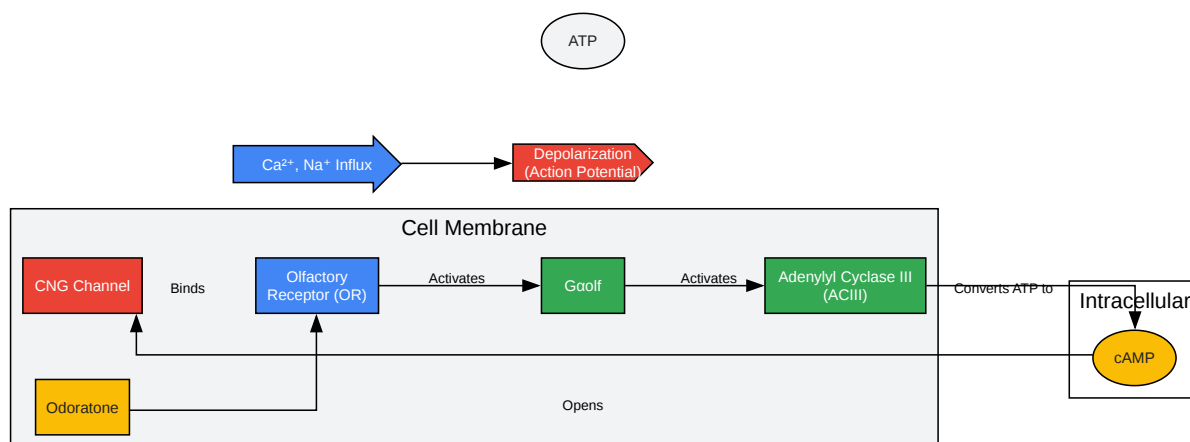 ATP
Ca²⁺, Na⁺ Influx
Depolarization
(Action Potential)
Cell Membrane
CNG Channel
Binds
Olfactory
Receptor (OR)
Activates
Gαolf
Activates
Adenylyl Cyclase III
(ACIII)
Converts ATP to
Intracellular
cAMP
Odoratone
Opens